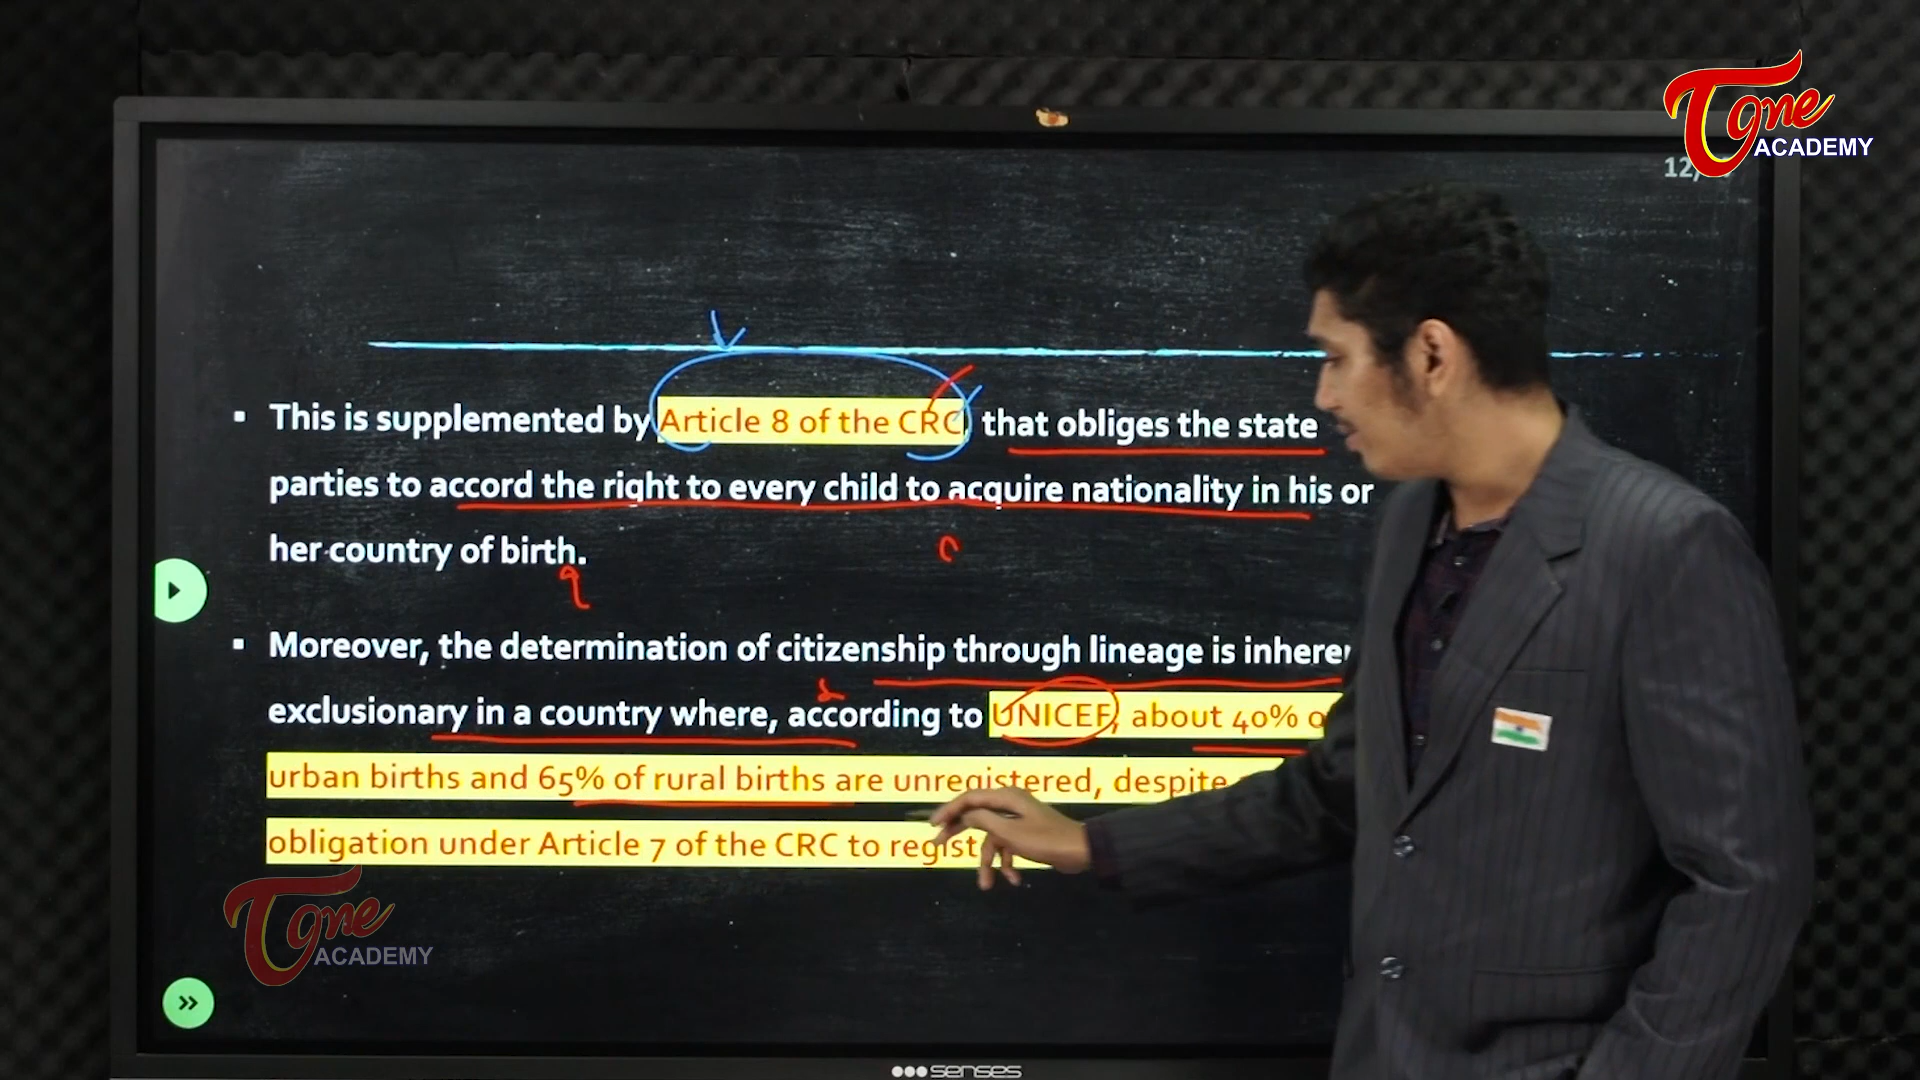 Tone
ACADEMY
This is supplemented by Article 8 of the CRC, that obliges the state
parties to accord the right to every child to acquire nationality in his or
her country of birth.
Moreover, the determination of citizenship through lineage is
exclusionary in a country where, according to UNICEF, about 40%
urban births and 65% of rural births are unregistered, despite
obligation under Article 7 of the CRC to
Tone
ACADEMY
senses